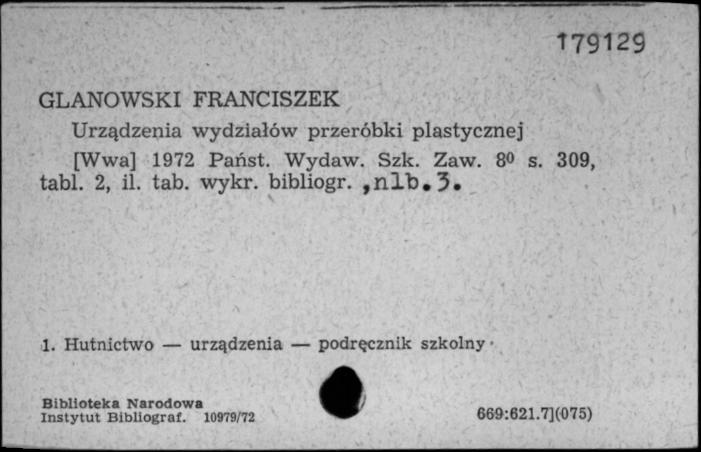 179129
GLANOWSKI FRANCISZEK
Urządzenia wydziałów przeróbki plastycznej
[Wwa] 1972 Państ. Wydaw. Szk. Zaw. 8⁰ s. 309,
tabl. 2, il. tab. wykr. bibliogr. ,nlb.3.
1. Hutnictwo — urządzenia — podręcznik szkolny
Biblioteka Narodowa
Instytut Bibliograf. 10979/72
669:621.7](075)